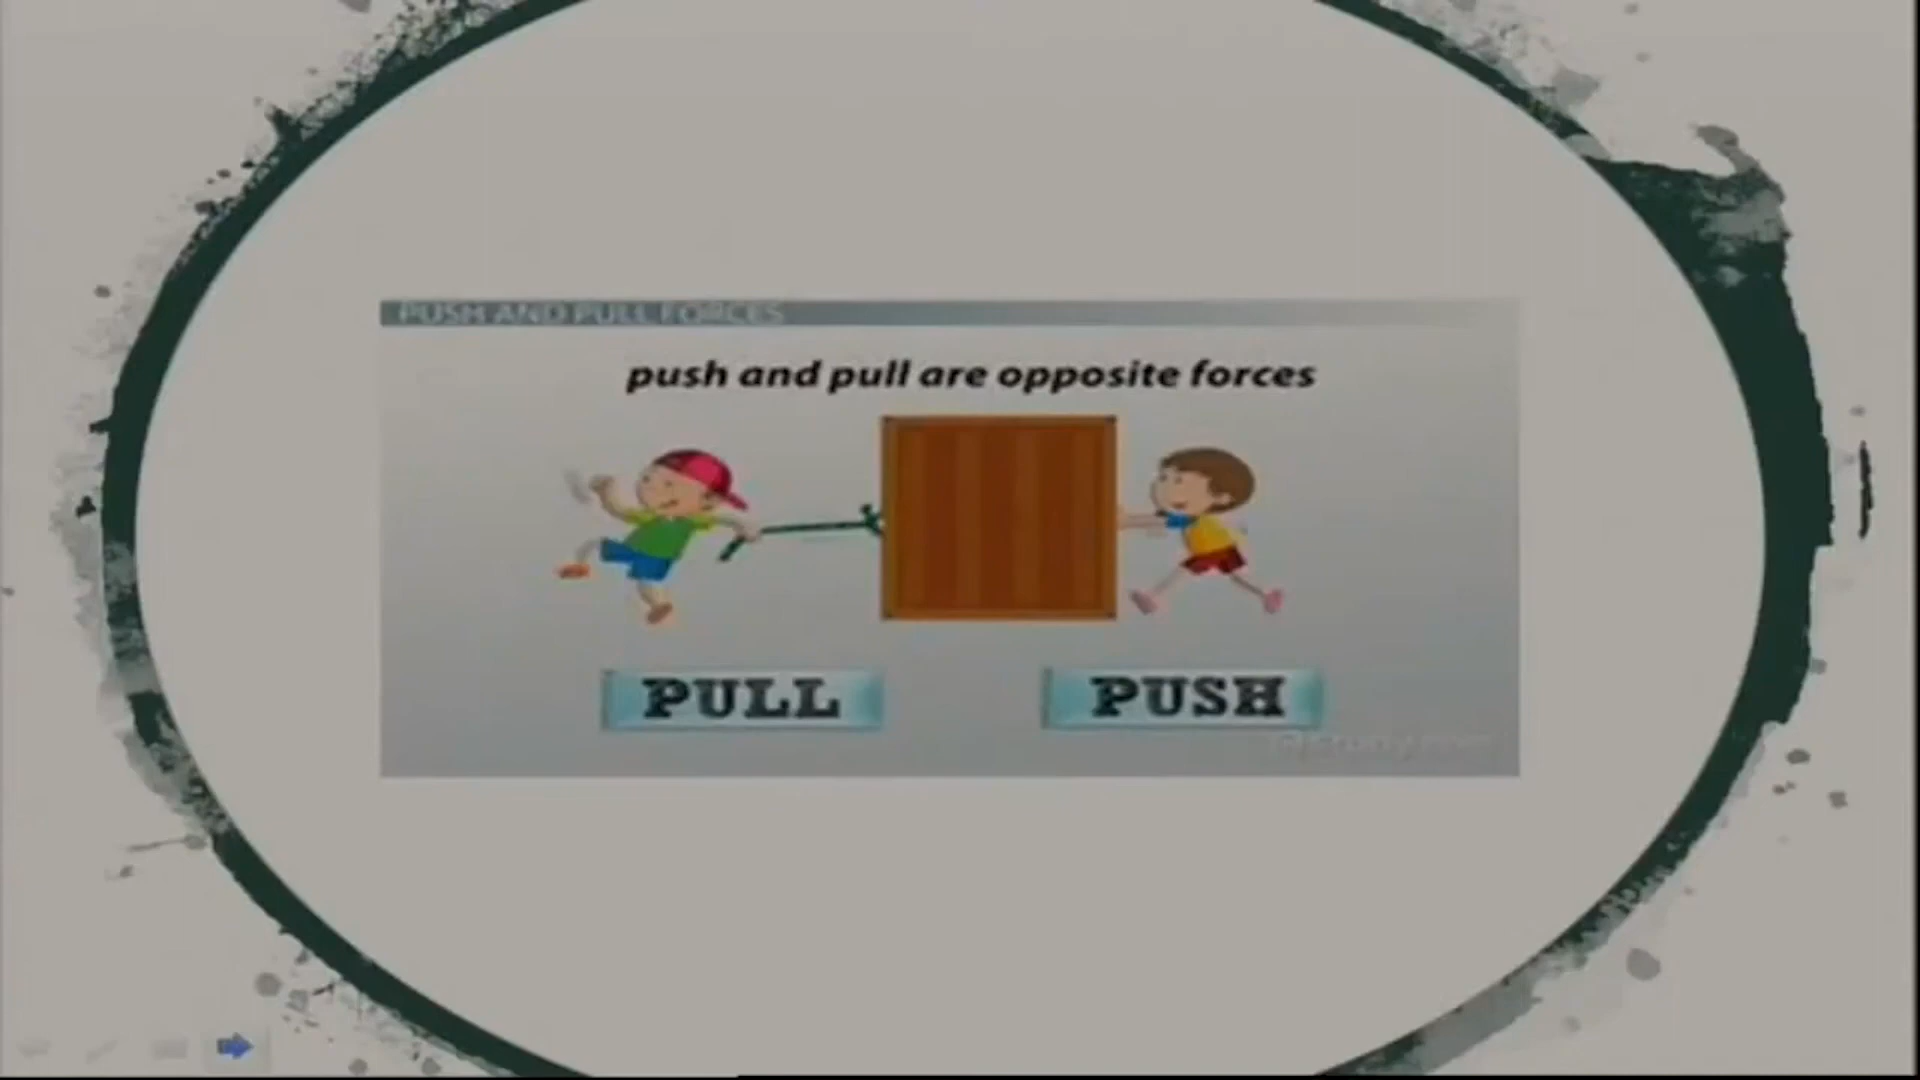 PUSH AND PULL FORCES
push and pull are opposite forces
PULL
PUSH